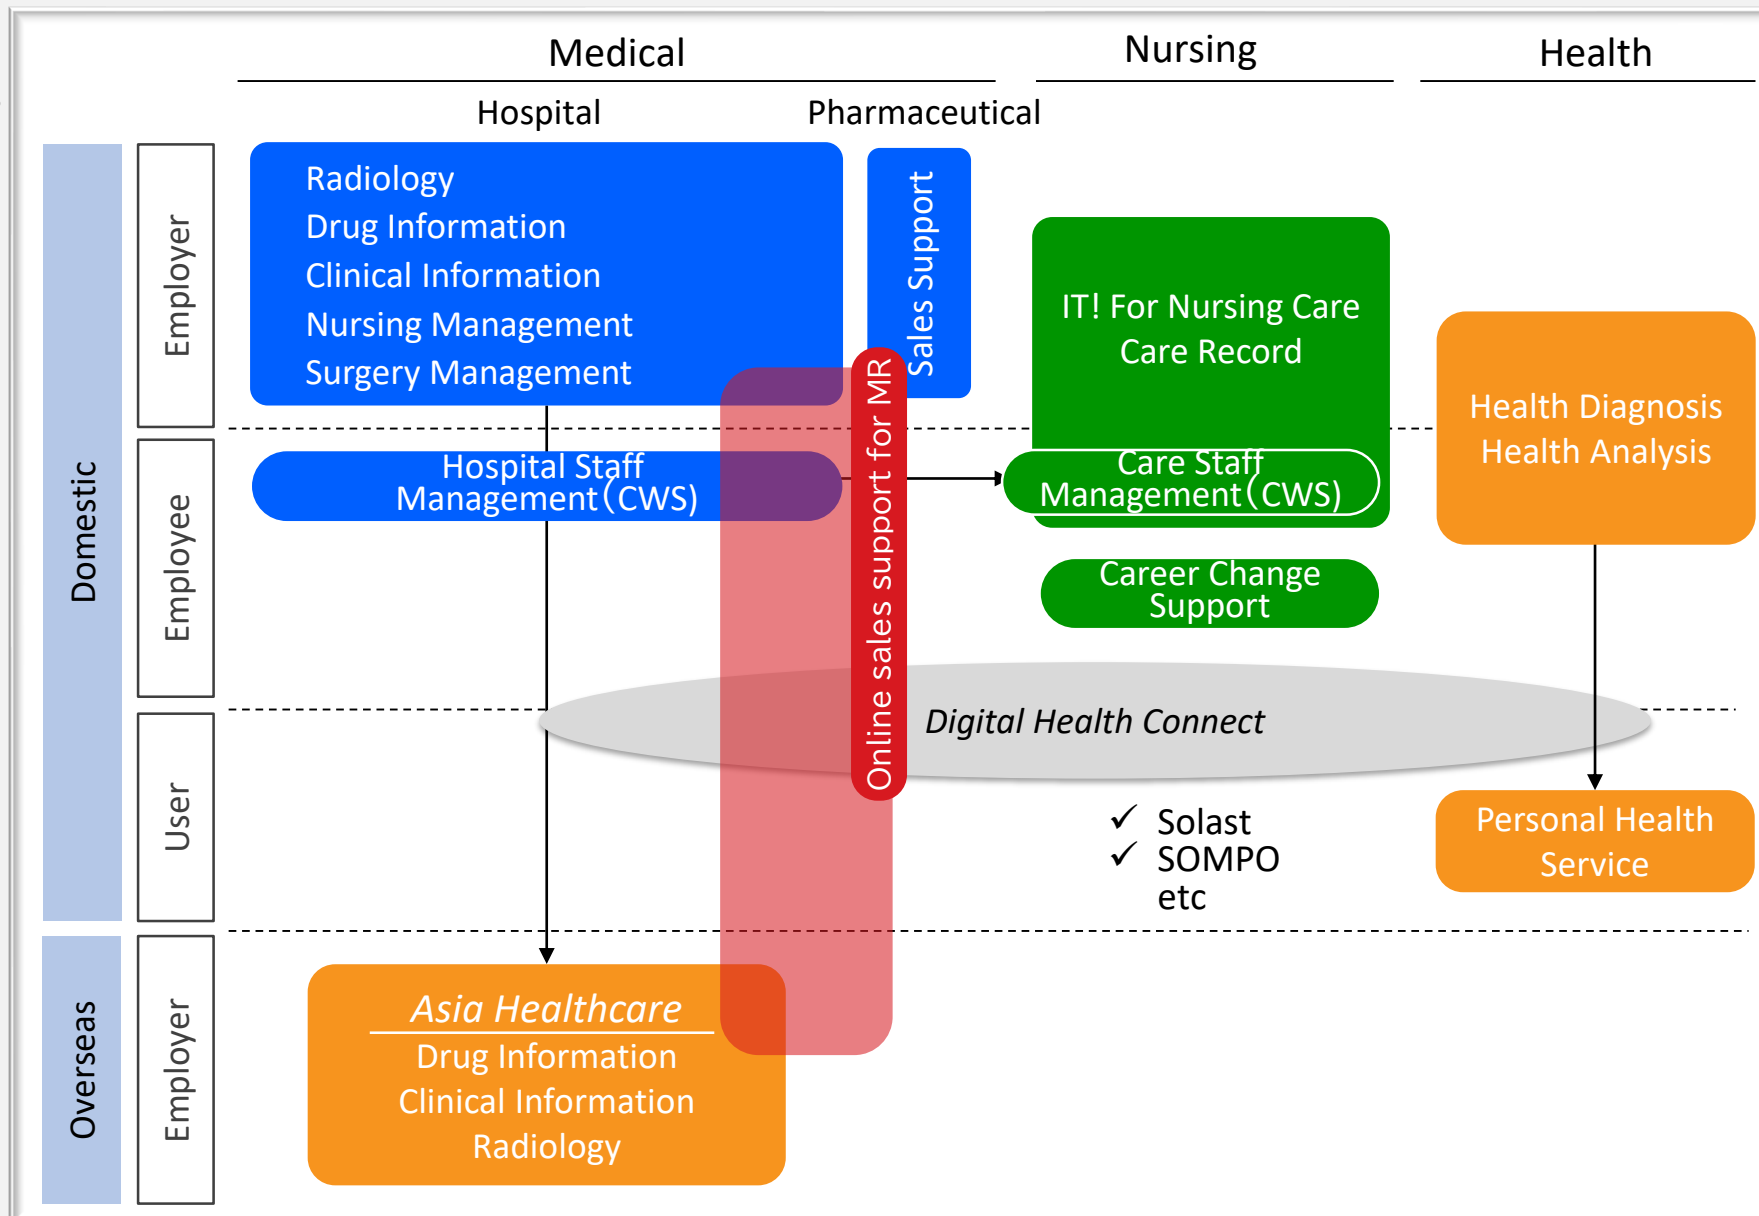 Medical
Nursing
Health
Hospital
Pharmaceutical
Domestic
Employer
Radiology
Drug Information
Clinical Information
Nursing Management
Surgery Management
Sales Support
IT! For Nursing Care
Care Record
Health Diagnosis
Health Analysis
Online sales support for MR
Employee
Hospital Staff
Management(CWS)
Care Staff
Management(CWS)
Career Change
Support
Digital Health Connect
User
✓ Solast
✓ SOMPO
etc
Personal Health
Service
Overseas
Employer
Asia Healthcare
Drug Information
Clinical Information
Radiology